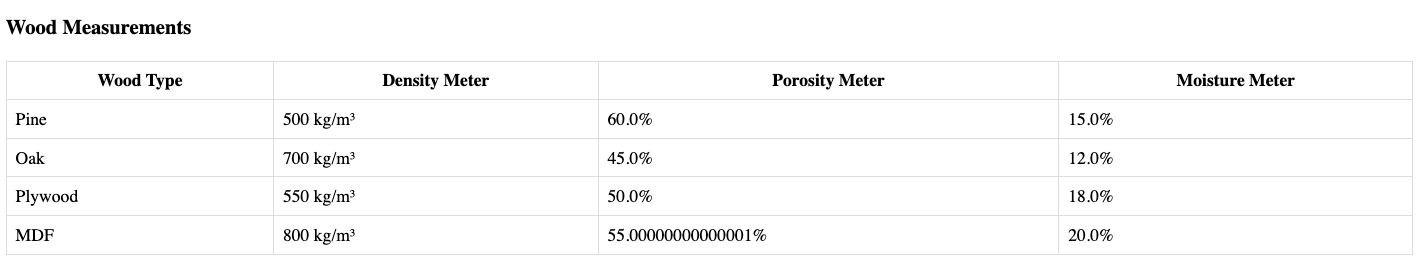 Wood Measurements
Wood Type Density Meter Porosity Meter Moisture Meter
Pine 500 kg/m³ 60.0% 15.0%
Oak 700 kg/m³ 45.0% 12.0%
Plywood 550 kg/m³ 50.0% 18.0%
MDF 800 kg/m³ 55.00000000000001% 20.0%